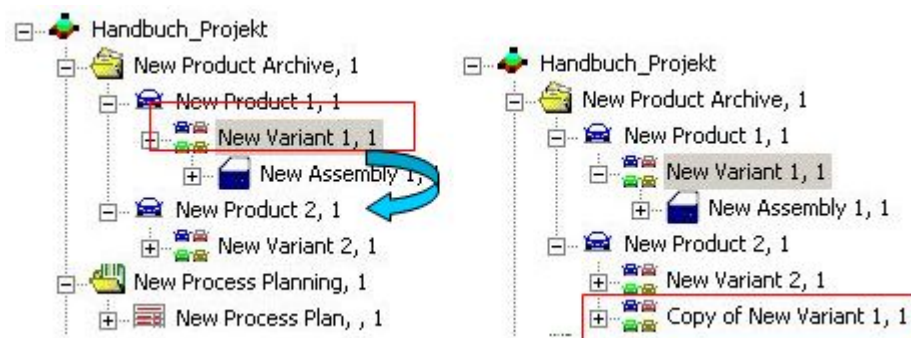 Handbuch_Projekt
New Product Archive, 1
New Product 1, 1
New Variant 1, 1
New Assembly 1,
New Product 2, 1
New Variant 2, 1
New Process Planning, 1
New Process Plan, , 1
Handbuch_Projekt
New Product Archive, 1
New Product 1, 1
New Variant 1, 1
New Assembly 1, 1
New Product 2, 1
New Variant 2, 1
Copy of New Variant 1, 1